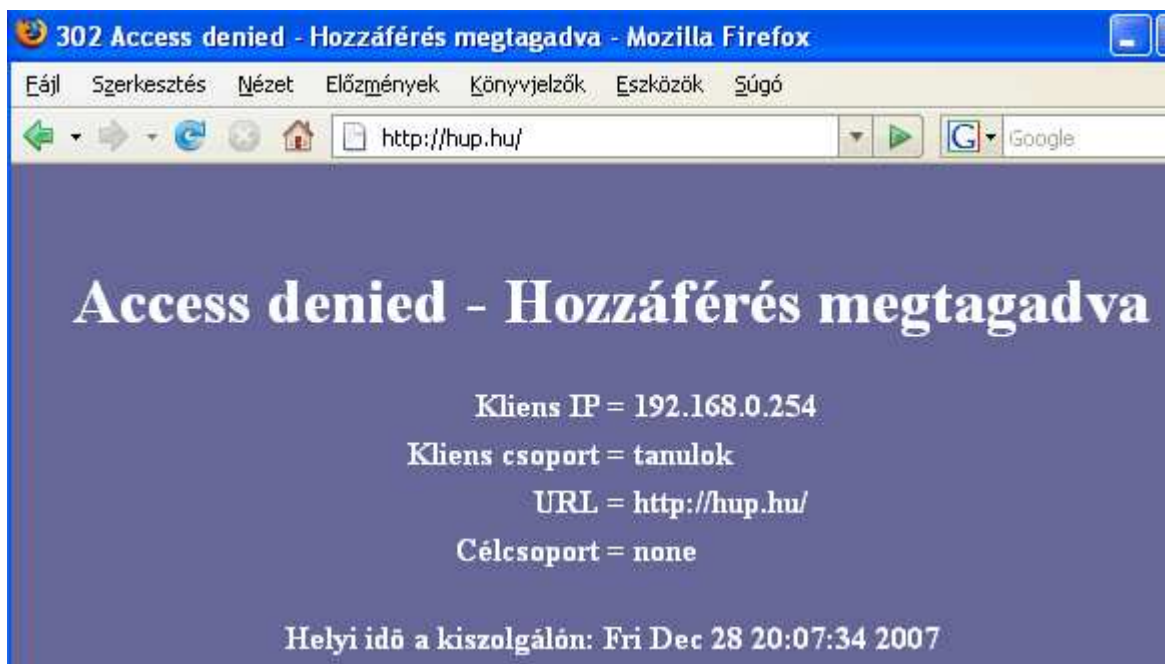 302 Access denied - Hozzáférés megtagadva - Mozilla Firefox
Fájl Szerkesztés Nézet Előzmények Könyvjelzők Eszközök Súgó
http://hup.hu/ G Google
Access denied - Hozzáférés megtagadva
Kliens IP = 192.168.0.254
Kliens csoport = tanulok
URL = http://hup.hu/
Célcsoport = none
Helyi idõ a kiszolgálón: Fri Dec 28 20:07:34 2007